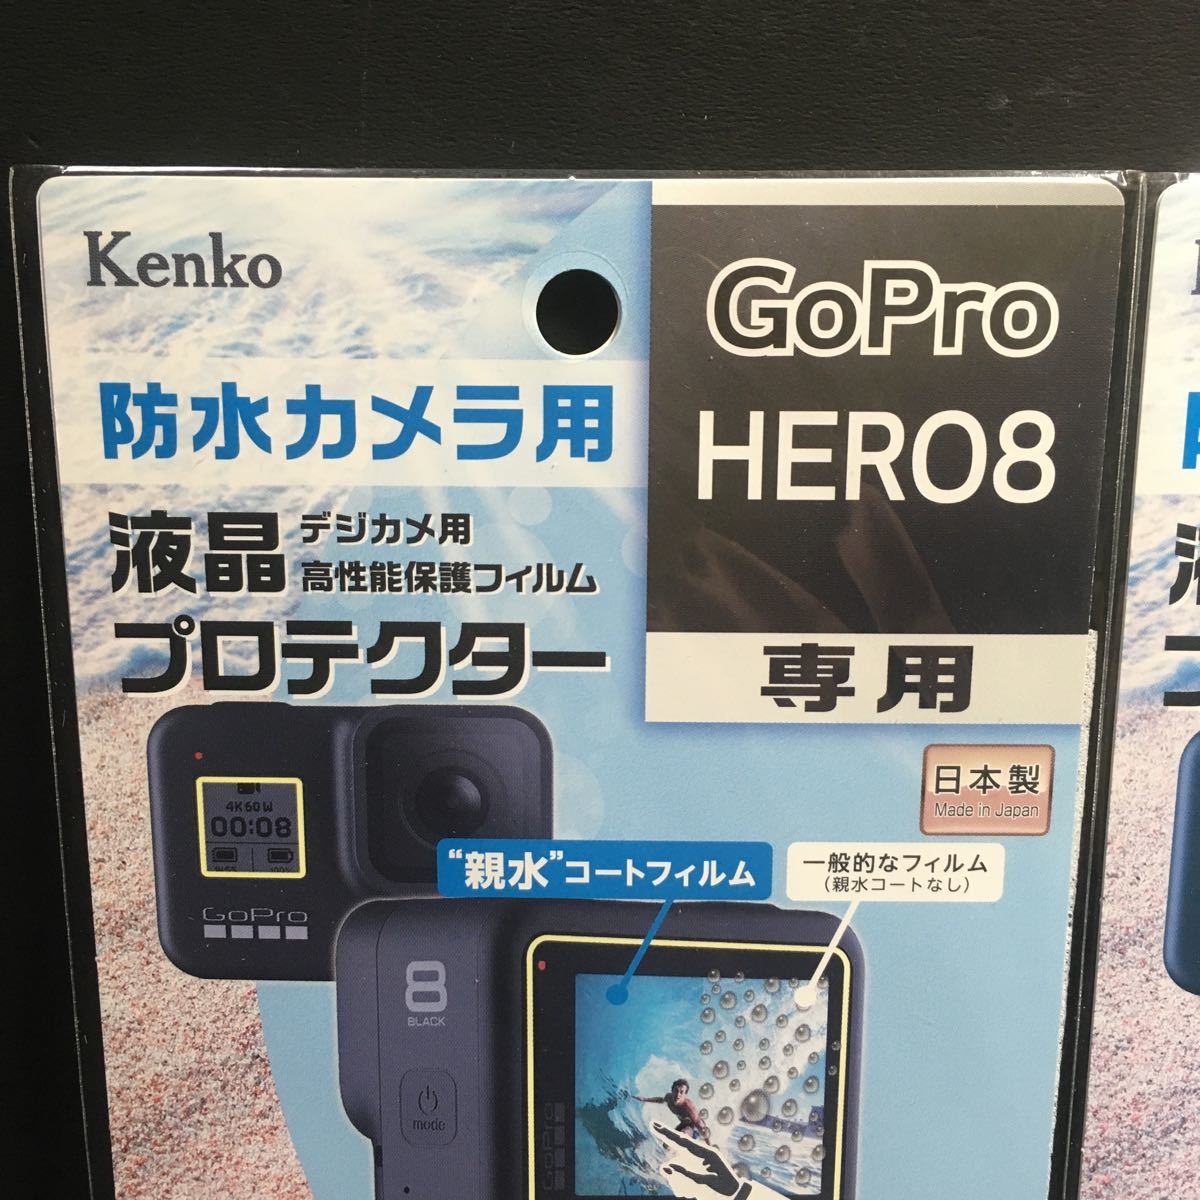 Kenko
GoPro
HERO8
専用
防水カメラ用
液晶
デジカメ用
高性能保護フィルム
プロテクター
日本製
Made in Japan
4K60W
00:08
GoPro
"親水"コートフィルム
一般的なフィルム
(親水コートなし)
8
BLACK
mode
GoPro